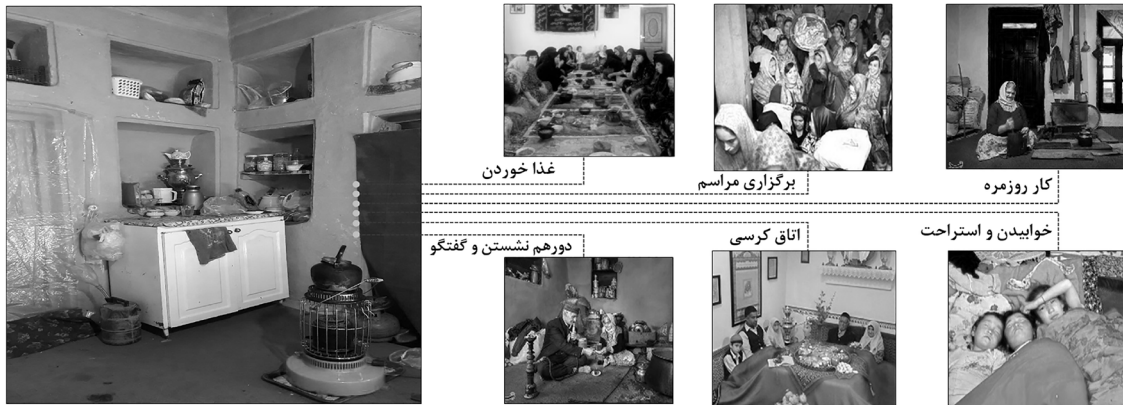 غذا خوردن
برگزاری مراسم
کار روزمره
دورهم نشستن و گفتگو
اتاق کرسی
خوابیدن و استراحت